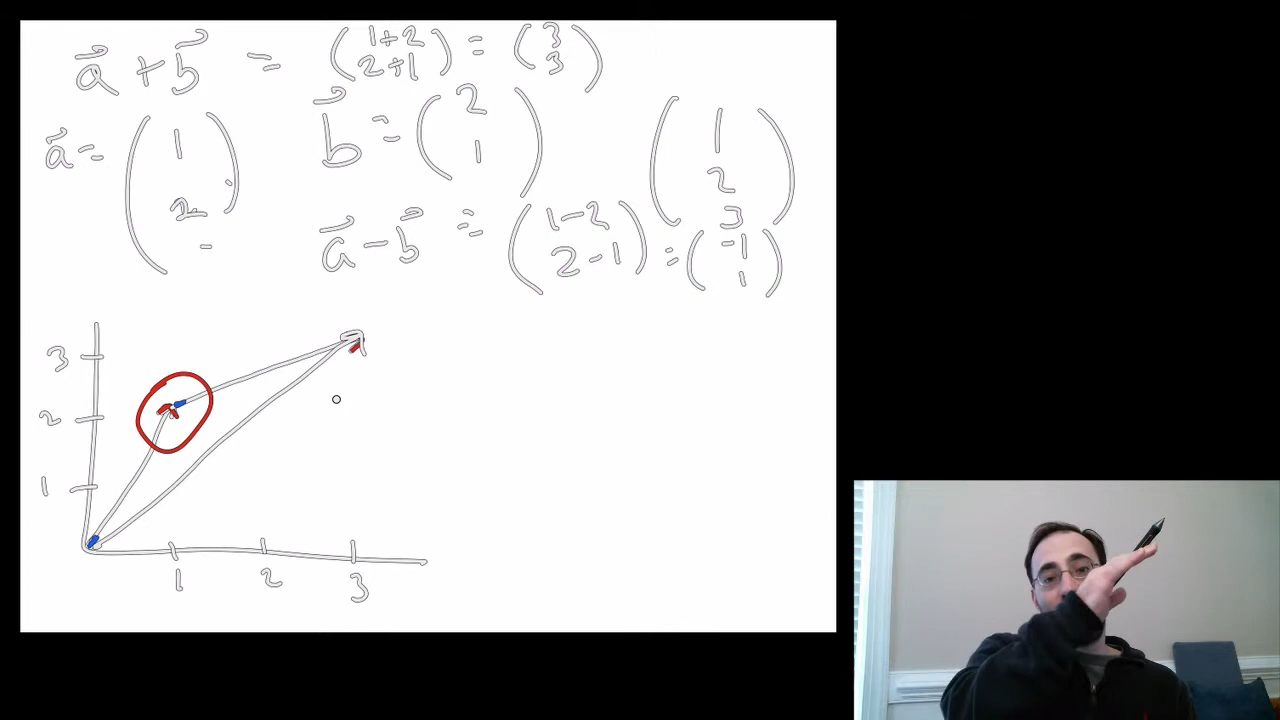 a⃗ + b⃗ = (1+2 2+1) = (3 3)
a⃗ = (1 2)
b⃗ = (2 1)
(1 2 3)
a⃗ - b⃗ = (1-2 2-1) = (-1 1)
3
2
1
1 2 3